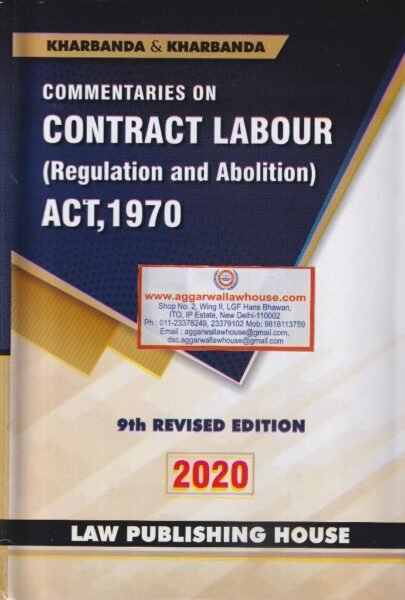 KHARBANDA & KHARBANDA
COMMENTARIES ON
CONTRACT LABOUR
(Regulation and Abolition)
ACT, 1970
www.aggarwallawhouse.com
Shop No. 2, Wing II, LGF Hans Bhawan,
ITO, IP Estate, New Delhi-110002
Ph : 011-23378249, 23379102 Mob: 9818113759
Email : aggarwallawhouse@gmail.com,
dsc.aggarwallawhouse@gmail.com
9th REVISED EDITION
2020
LAW PUBLISHING HOUSE